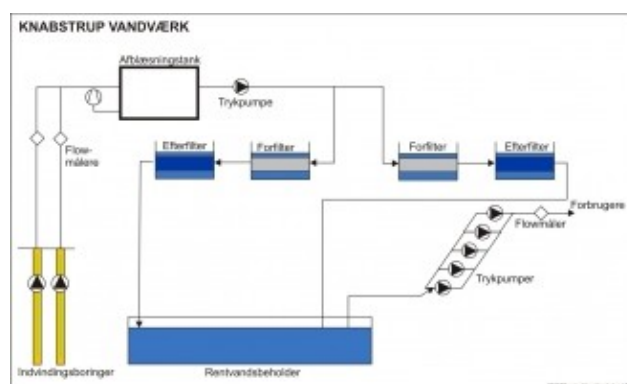 KNABSTRUP VANDVÆRK
Afblæsningstank
Trykpumpe
Flow-
målere
Efterfilter
Forfilter
Forfilter
Efterfilter
Forbrugere
Flowmåler
Trykpumper
Indvindingsboringer
Rentvandsbeholder